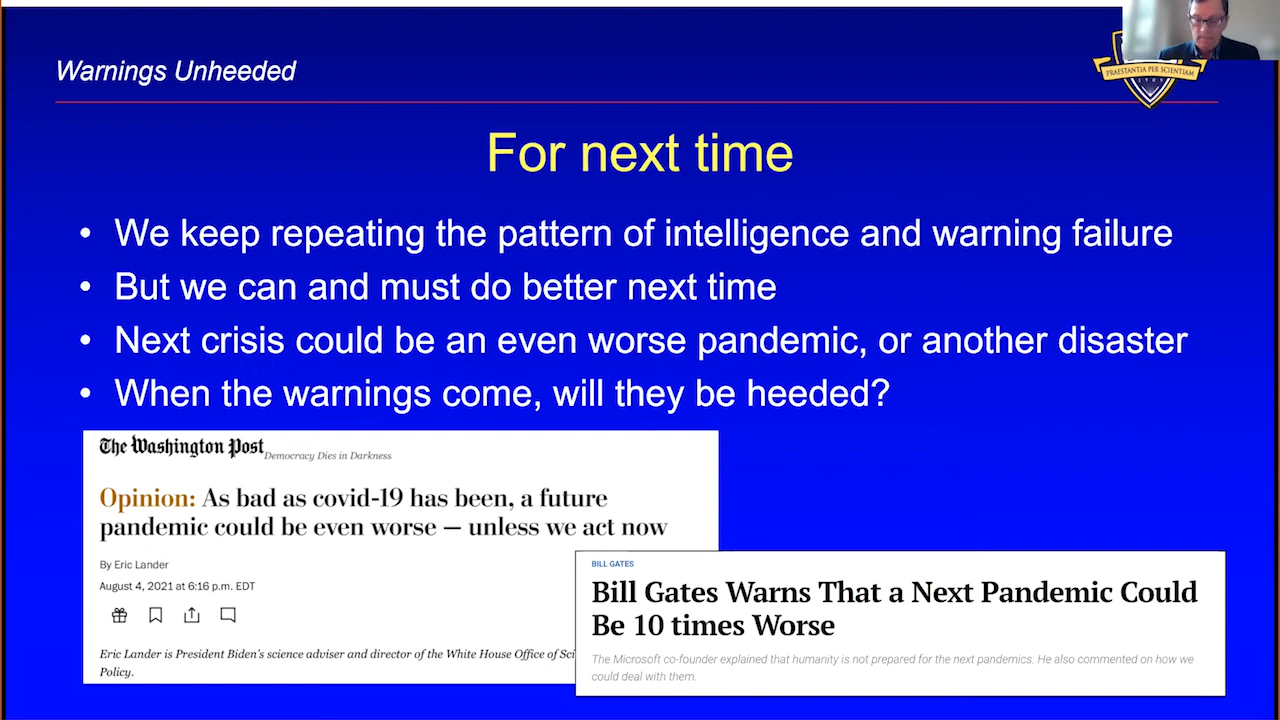 Warnings Unheeded
PRAESTANTIA PER SCIENTIAM
For next time
• We keep repeating the pattern of intelligence and warning failure
• But we can and must do better next time
• Next crisis could be an even worse pandemic, or another disaster
• When the warnings come, will they be heeded?
The Washington Post
Democracy Dies in Darkness
Opinion: As bad as covid-19 has been, a future
pandemic could be even worse — unless we act now
By Eric Lander
August 4, 2021 at 6:16 p.m. EDT
Eric Lander is President Biden's science adviser and director of the White House Office of Sci
Policy.
BILL GATES
Bill Gates Warns That a Next Pandemic Could
Be 10 times Worse
The Microsoft co-founder explained that humanity is not prepared for the next pandemics. He also commented on how we
could deal with them.